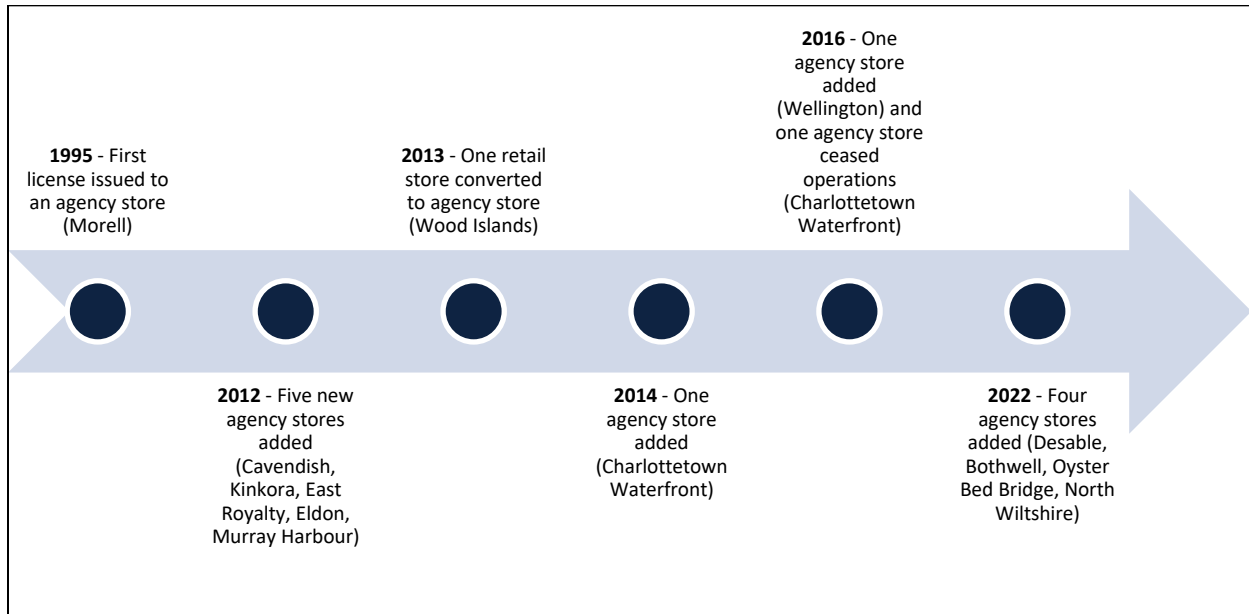 1995 - First
license issued to
an agency store
(Morell)
2012 - Five new
agency stores
added
(Cavendish,
Kinkora, East
Royalty, Eldon,
Murray Harbour)
2013 - One retail
store converted
to agency store
(Wood Islands)
2014 - One
agency store
added
(Charlottetown
Waterfront)
2016 - One
agency store
added
(Wellington) and
one agency store
ceased
operations
(Charlottetown
Waterfront)
2022 - Four
agency stores
added (Desable,
Bothwell, Oyster
Bed Bridge, North
Wiltshire)